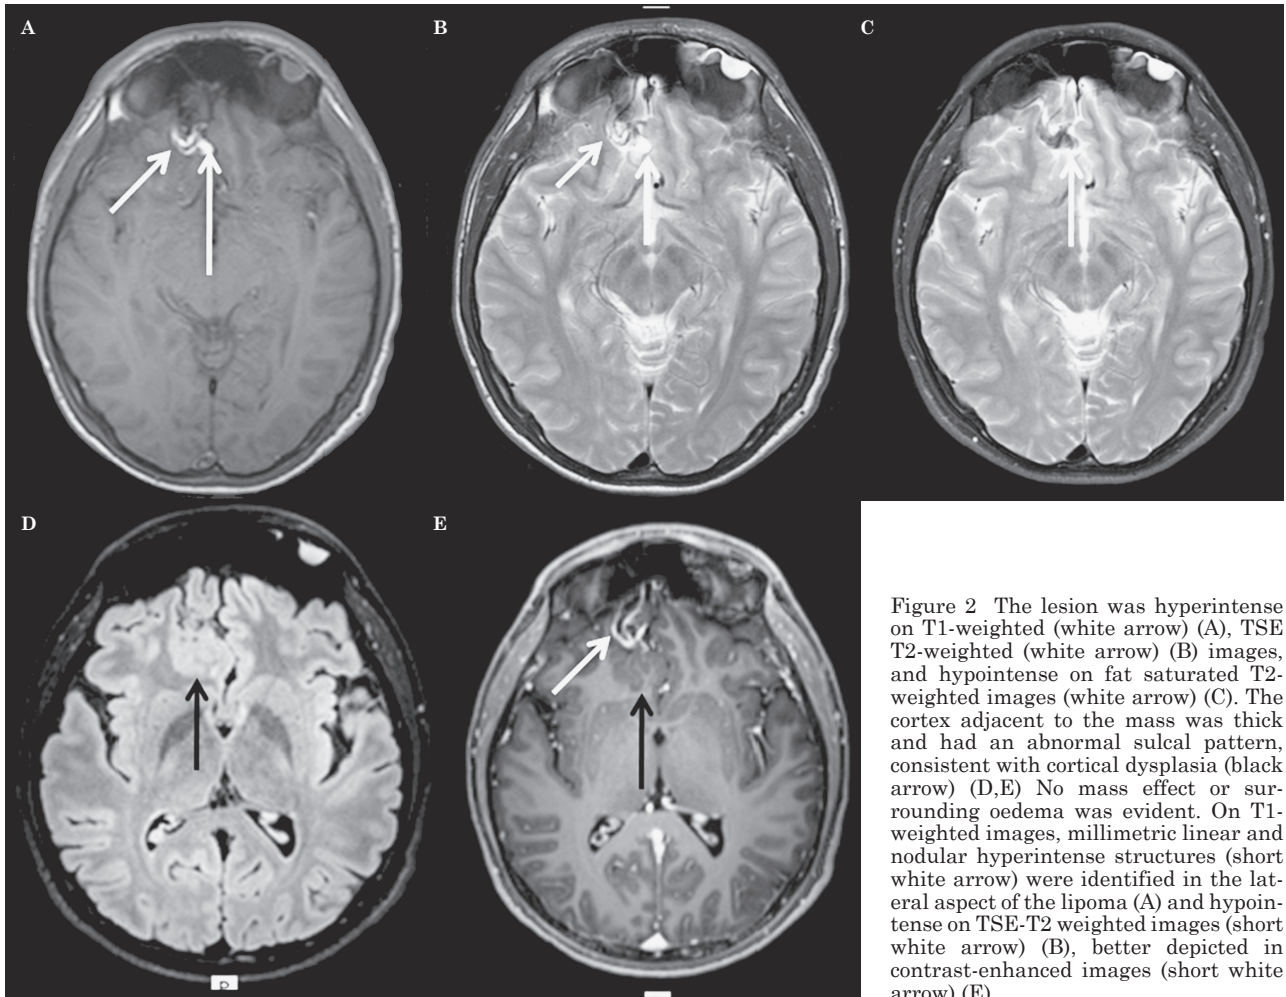 A
B
C
D
E
Figure 2 The lesion was hyperintense
on T1-weighted (white arrow) (A), TSE
T2-weighted (white arrow) (B) images,
and hypointense on fat saturated T2-
weighted images (white arrow) (C). The
cortex adjacent to the mass was thick
and had an abnormal sulcal pattern,
consistent with cortical dysplasia (black
arrow) (D,E) No mass effect or sur-
rounding oedema was evident. On T1-
weighted images, millimetric linear and
nodular hyperintense structures (short
white arrow) were identified in the lat-
eral aspect of the lipoma (A) and hypoin-
tense on TSE-T2 weighted images (short
white arrow) (B), better depicted in
contrast-enhanced images (short white
arrow) (E)